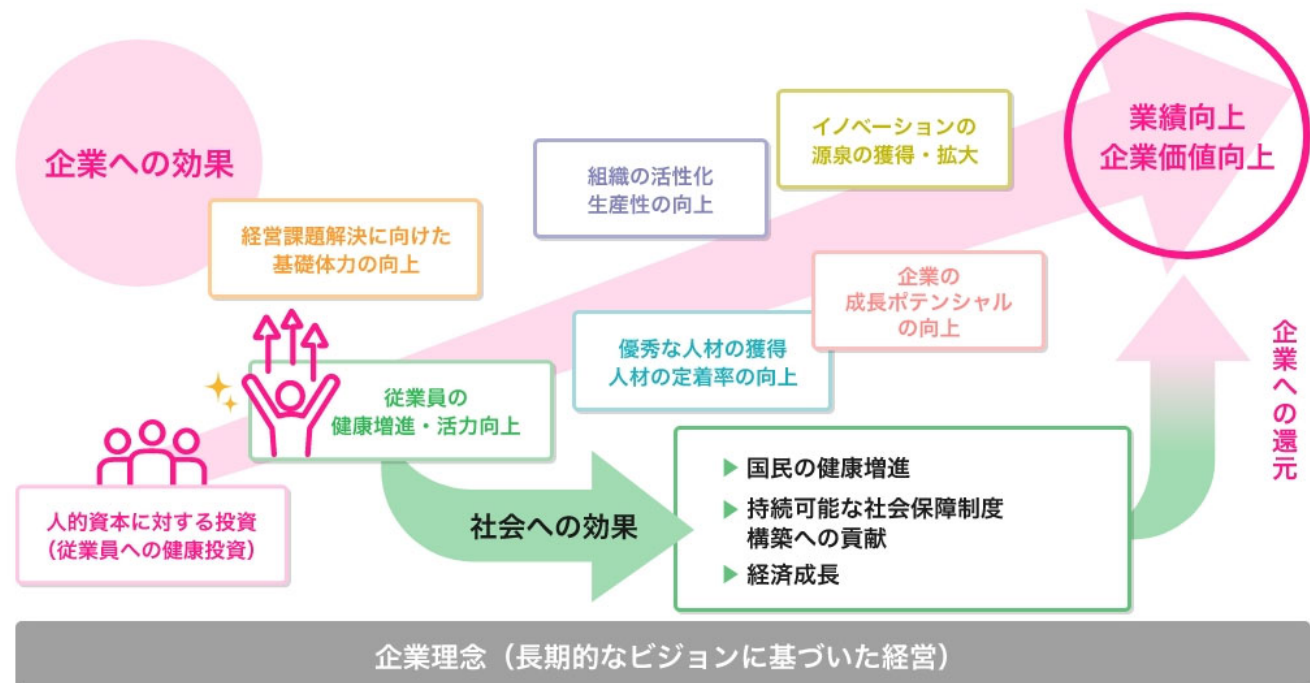 企業への効果
イノベーションの
源泉の獲得・拡大
業績向上
企業価値向上
組織の活性化
生産性の向上
経営課題解決に向けた
基礎体力の向上
企業の
成長ポテンシャル
の向上
優秀な人材の獲得
人材の定着率の向上
従業員の
健康増進・活力向上
人的資本に対する投資
（従業員への健康投資）
社会への効果
▶ 国民の健康増進
▶ 持続可能な社会保障制度
構築への貢献
▶ 経済成長
企業への還元
企業理念（長期的なビジョンに基づいた経営）